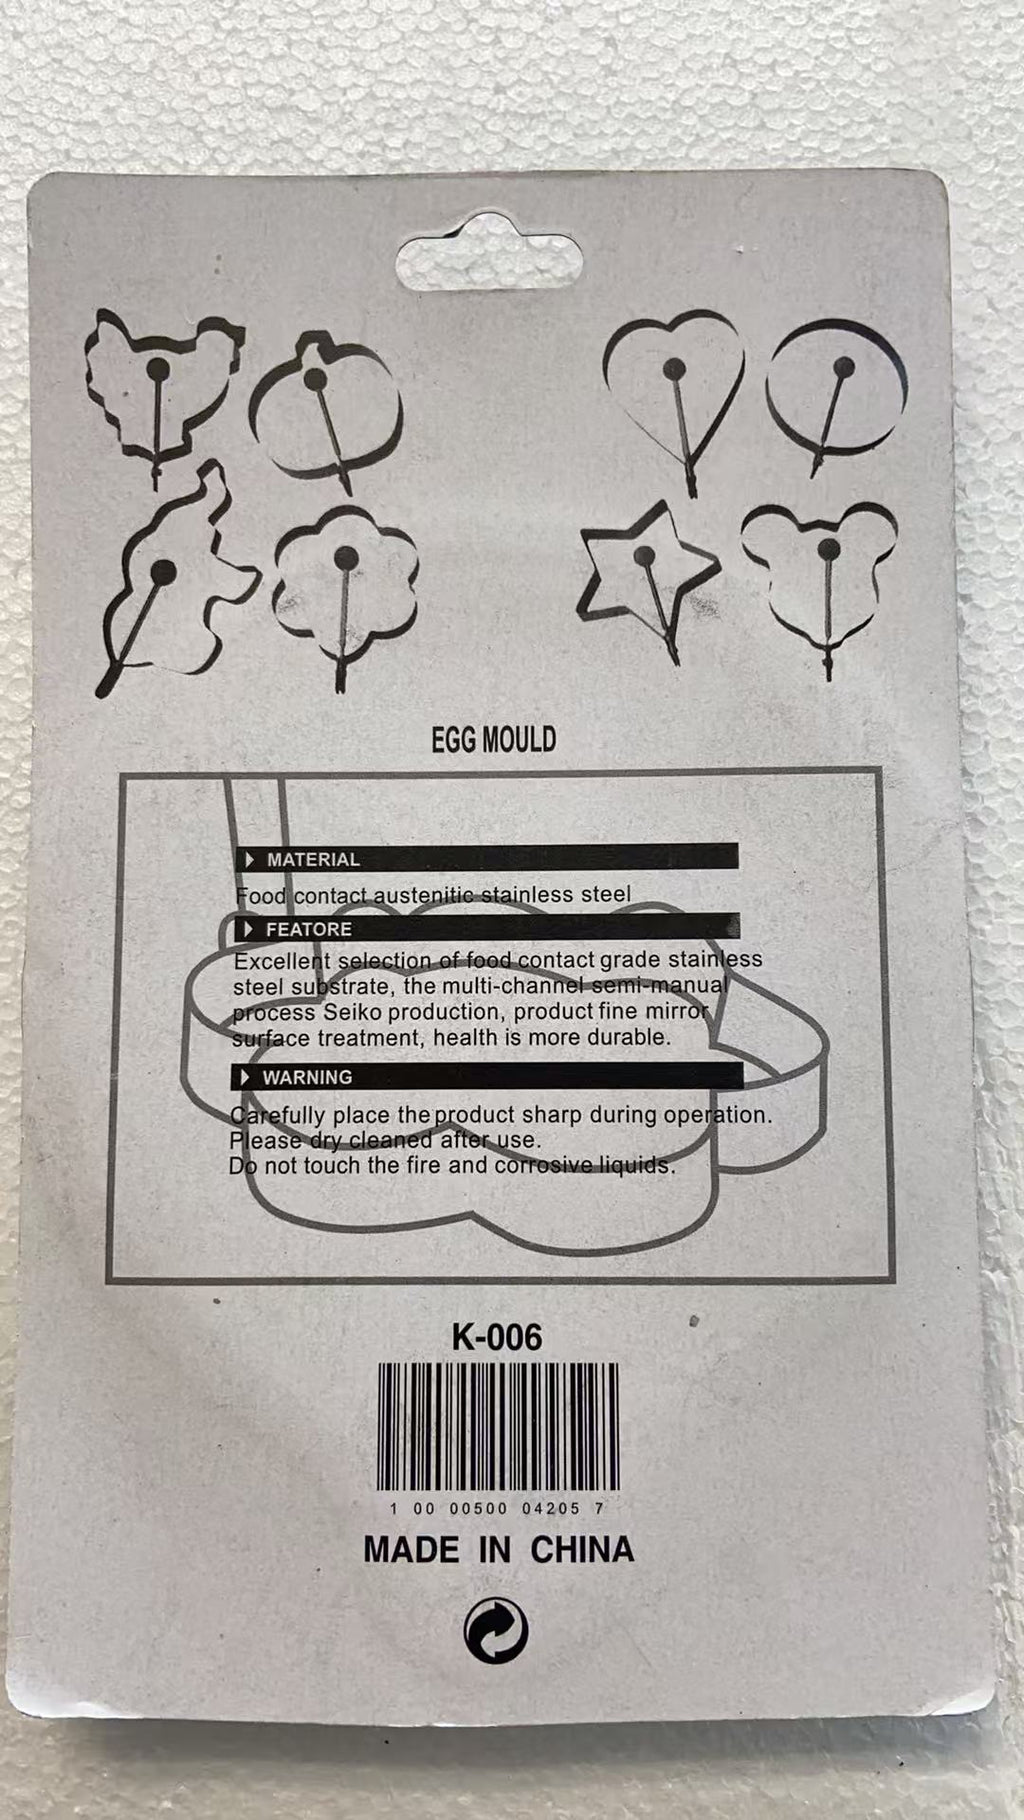 EGG MOULD
MATERIAL
Food contact austenitic stainless steel
FEATORE
Excellent selection of food contact grade stainless
steel substrate, the multi-channel semi-manual
process Seiko production, product fine mirror
surface treatment, health is more durable.
WARNING
Carefully place the product sharp during operation.
Please dry cleaned after use.
Do not touch the fire and corrosive liquids.
K-006
1 00 00500 04205 7
MADE IN CHINA